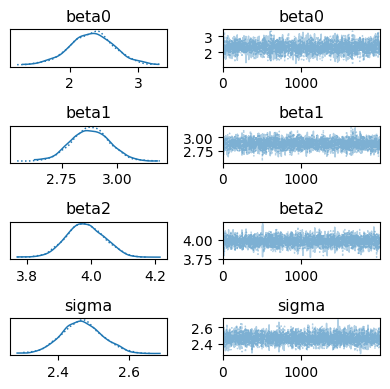 beta0 beta0
3
2
2 3 0 1000
beta1 beta1
3.00
2.75
2.75 3.00 0 1000
beta2 beta2
4.00
3.75
3.8 4.0 4.2 0 1000
sigma sigma
2.6
2.4
2.4 2.6 0 1000